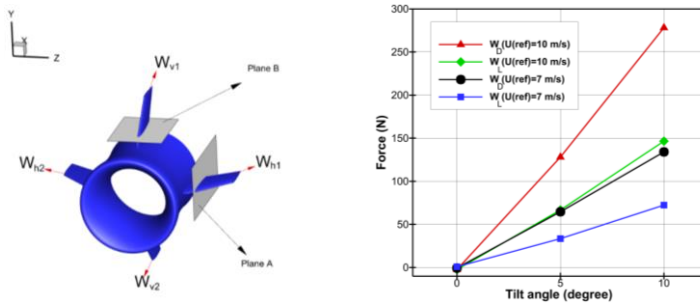 Y
X
Z
Wv1
Plane B
Wh2
Wh1
Plane A
Wv2
300
250
200
150
100
50
0
Force (N)
WD(U(ref)=10 m/s)
WL(U(ref)=10 m/s)
WD(U(ref)=7 m/s)
WL(U(ref)=7 m/s)
0 5 10
Tilt angle (degree)